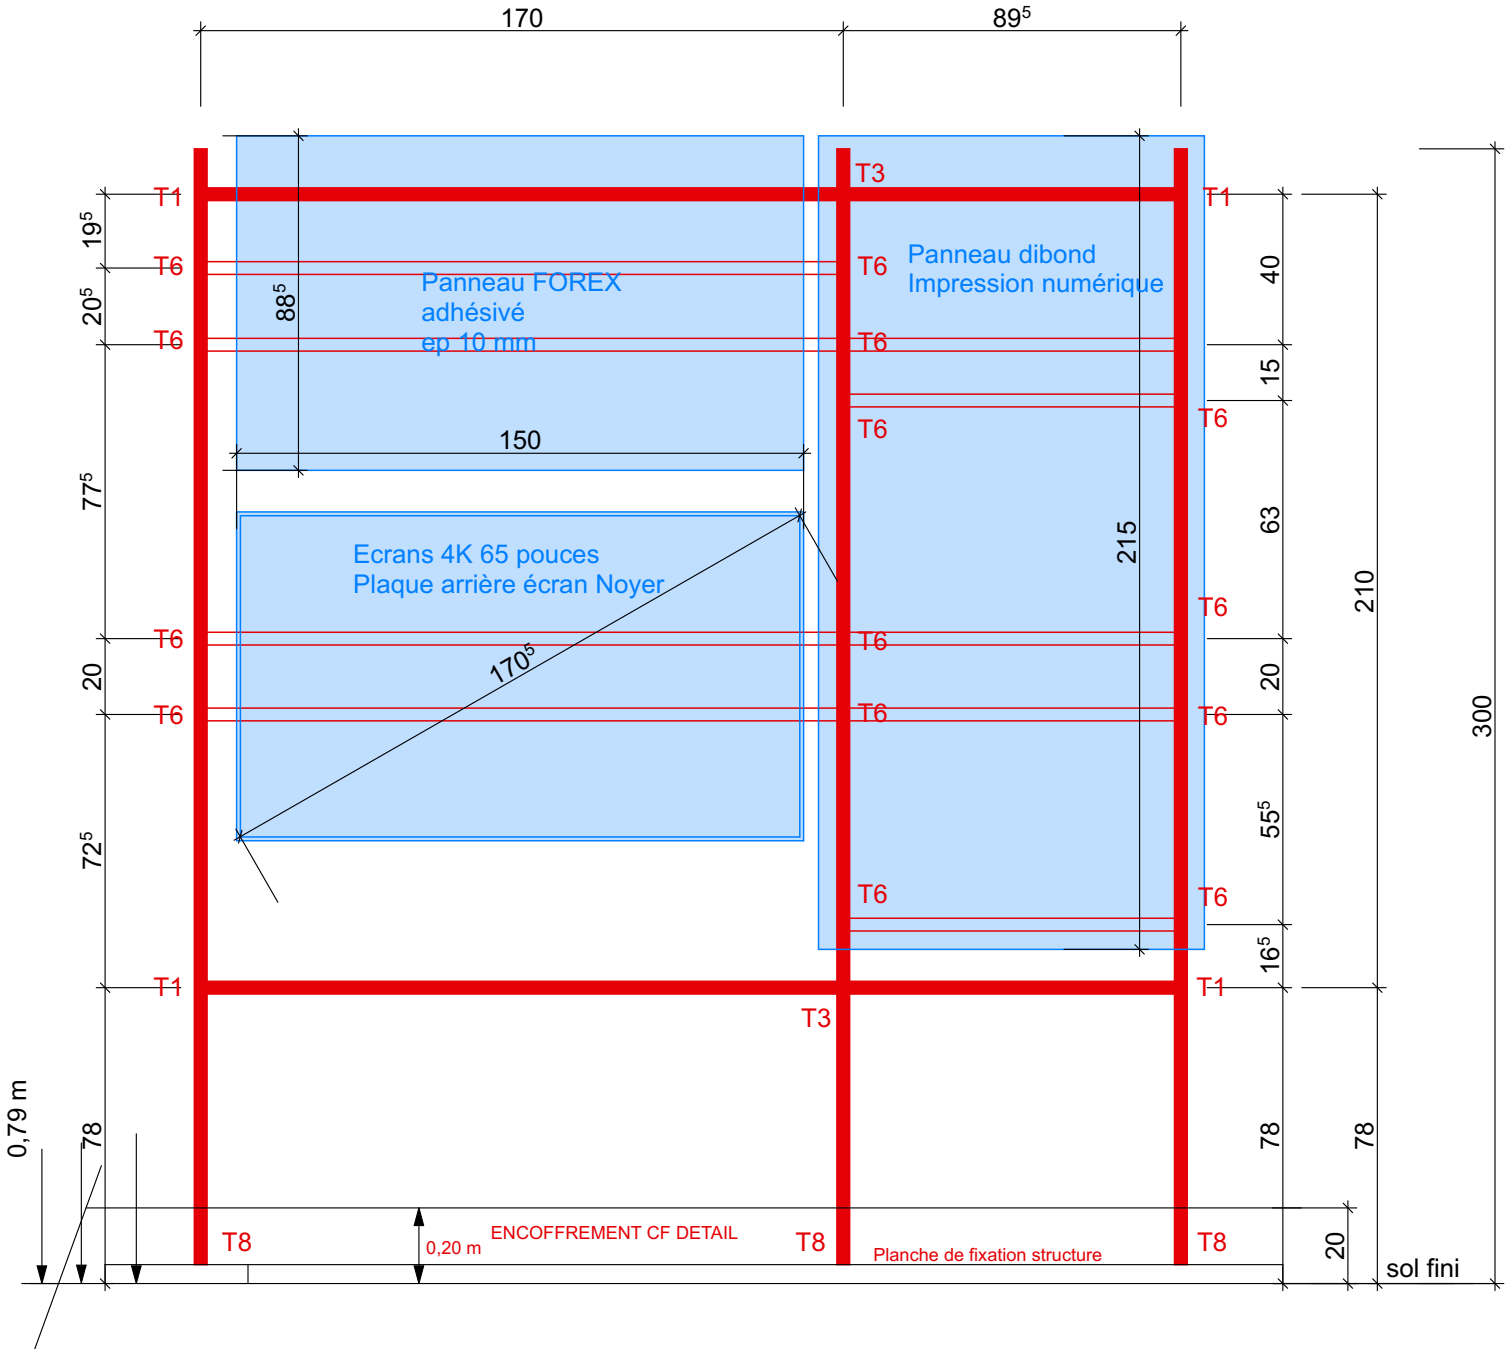 170
89⁵
T3
T1
T1
19⁵
T6
T6
Panneau dibond
Impression numérique
40
Panneau FOREX
adhésivé
ep 10 mm
88⁵
20⁵
T6
T6
15
T6
T6
150
77⁵
63
215
Ecrans 4K 65 pouces
Plaque arrière écran Noyer
210
T6
T6
T6
170⁵
20
20
T6
T6
T6
300
72⁵
55⁵
T6
T6
16⁵
T1
T1
T3
0,79 m
78
78
78
T8
0,20 m
ENCOFFREMENT CF DETAIL
T8
Planche de fixation structure
T8
20
sol fini